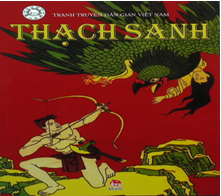 TRANH TRUYỆN DÂN GIAN VIỆT NAM
THẠCH SANH